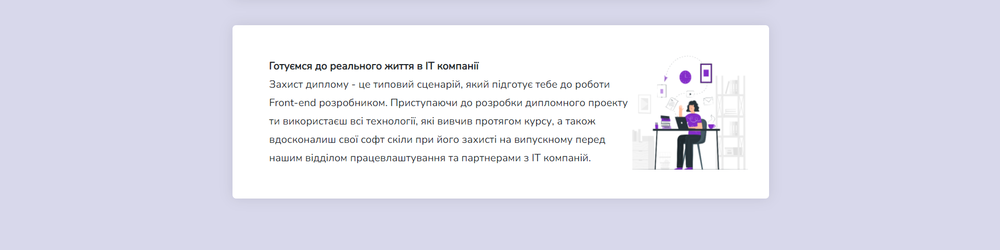 Готуємся до реального життя в IT компанії
Захист диплому - це типовий сценарій, який підготує тебе до роботи
Front-end розробником. Приступаючи до розробки дипломного проекту
ти використаєш всі технології, які вивчив протягом курсу, а також
вдосконалиш свої софт скіли при його захисті на випускному перед
нашим відділом працевлаштування та партнерами з IT компаній.